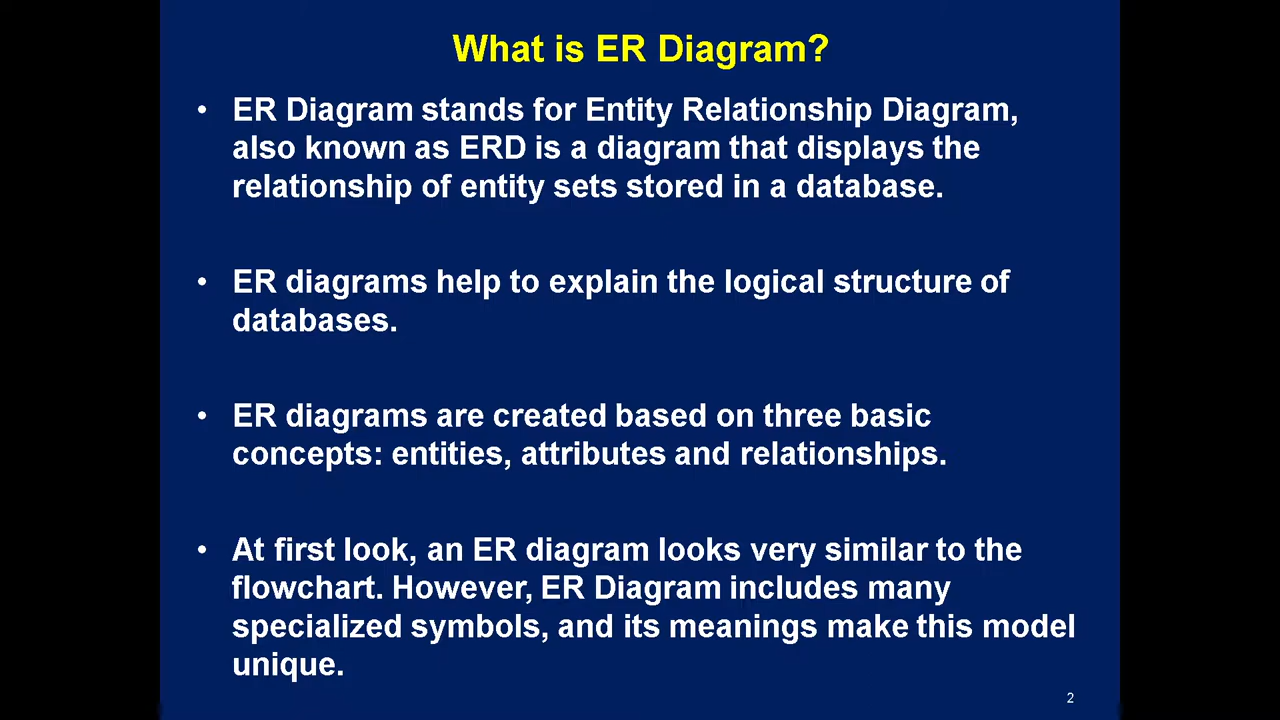 What is ER Diagram?
• ER Diagram stands for Entity Relationship Diagram,
also known as ERD is a diagram that displays the
relationship of entity sets stored in a database.
• ER diagrams help to explain the logical structure of
databases.
• ER diagrams are created based on three basic
concepts: entities, attributes and relationships.
• At first look, an ER diagram looks very similar to the
flowchart. However, ER Diagram includes many
specialized symbols, and its meanings make this model
unique.
2